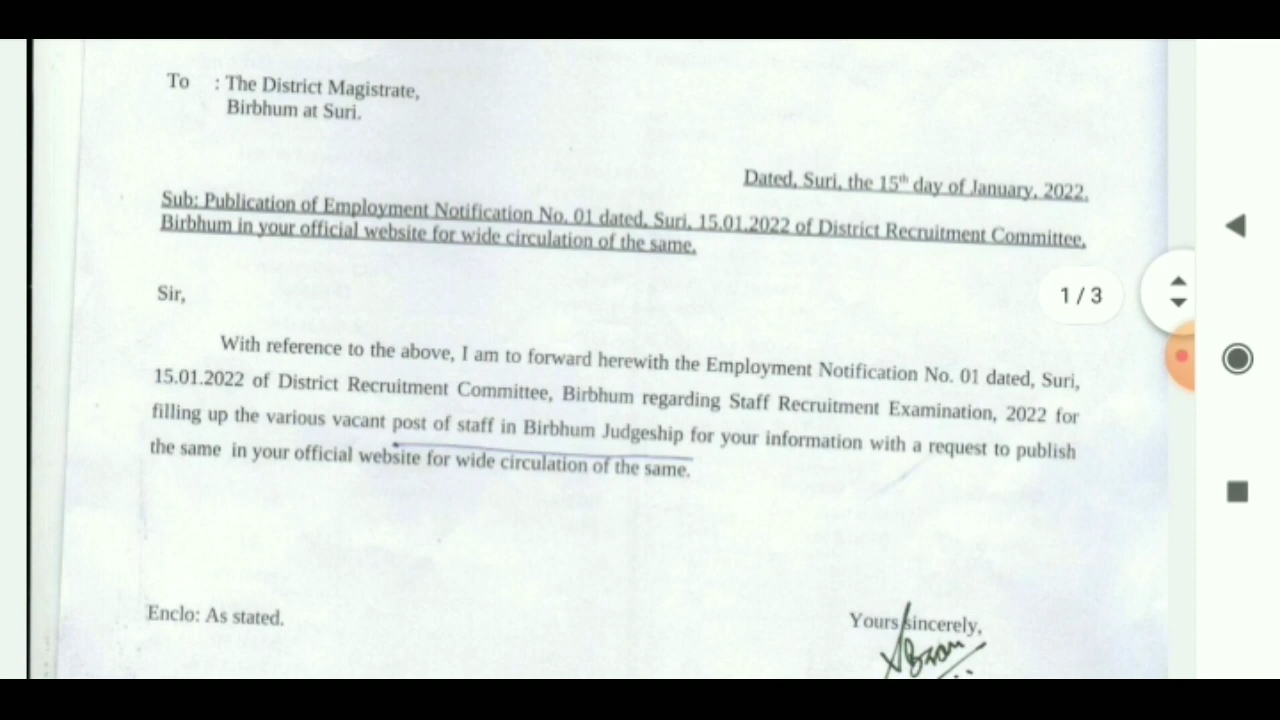 To : The District Magistrate,
Birbhum at Suri.
Dated, Suri, the 15th day of January, 2022.
Sub: Publication of Employment Notification No. 01 dated, Suri, 15.01.2022 of District Recruitment Committee,
Birbhum in your official website for wide circulation of the same.
1 / 3
Sir,
With reference to the above, I am to forward herewith the Employment Notification No. 01 dated, Suri,
15.01.2022 of District Recruitment Committee, Birbhum regarding Staff Recruitment Examination, 2022 for
filling up the various vacant post of staff in Birbhum Judgeship for your information with a request to publish
the same in your official website for wide circulation of the same.
Enclo: As stated.
Yours sincerely,